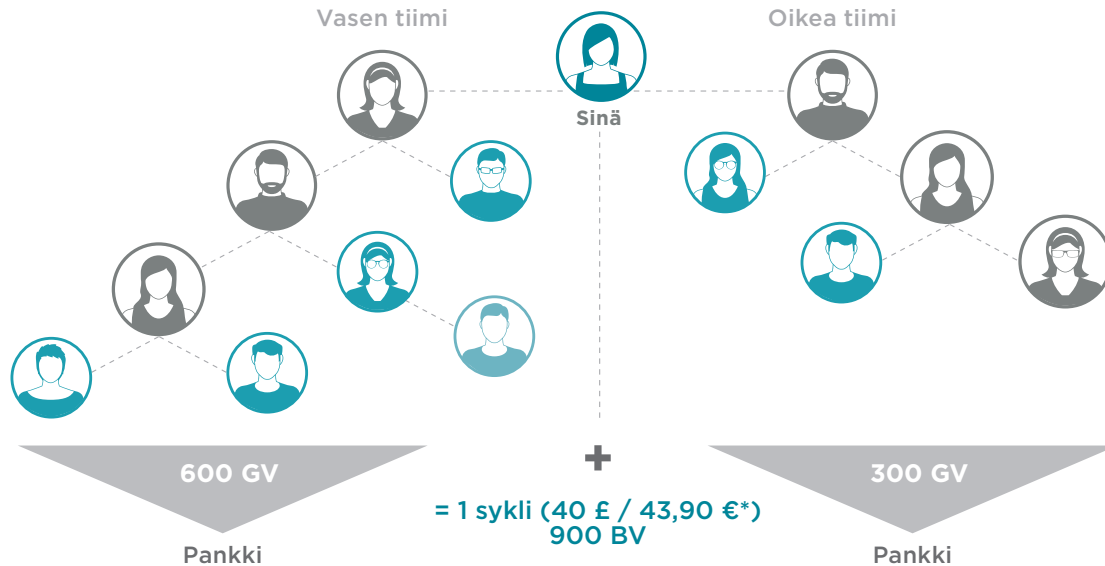 Vasen tiimi
Oikea tiimi
Sinä
600 GV
+
300 GV
= 1 sykli (40 £ / 43,90 €*)
900 BV
Pankki
Pankki